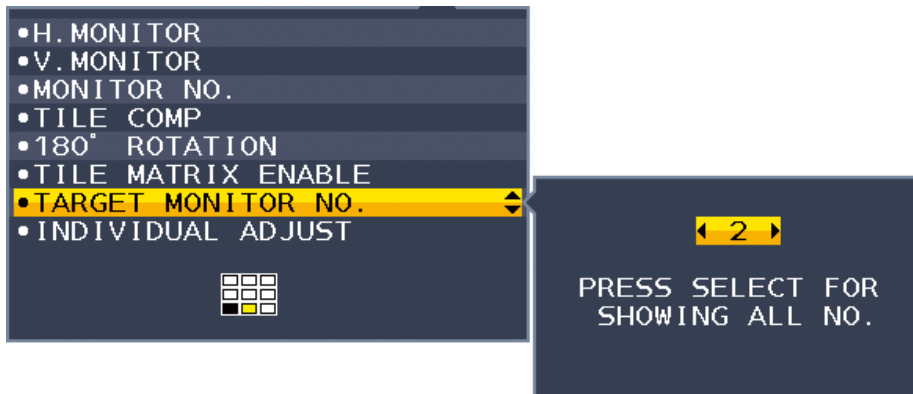 •H.MONITOR
•V.MONITOR
•MONITOR NO.
•TILE COMP
•180° ROTATION
•TILE MATRIX ENABLE
•TARGET MONITOR NO.
•INDIVIDUAL ADJUST
2
PRESS SELECT FOR
SHOWING ALL NO.